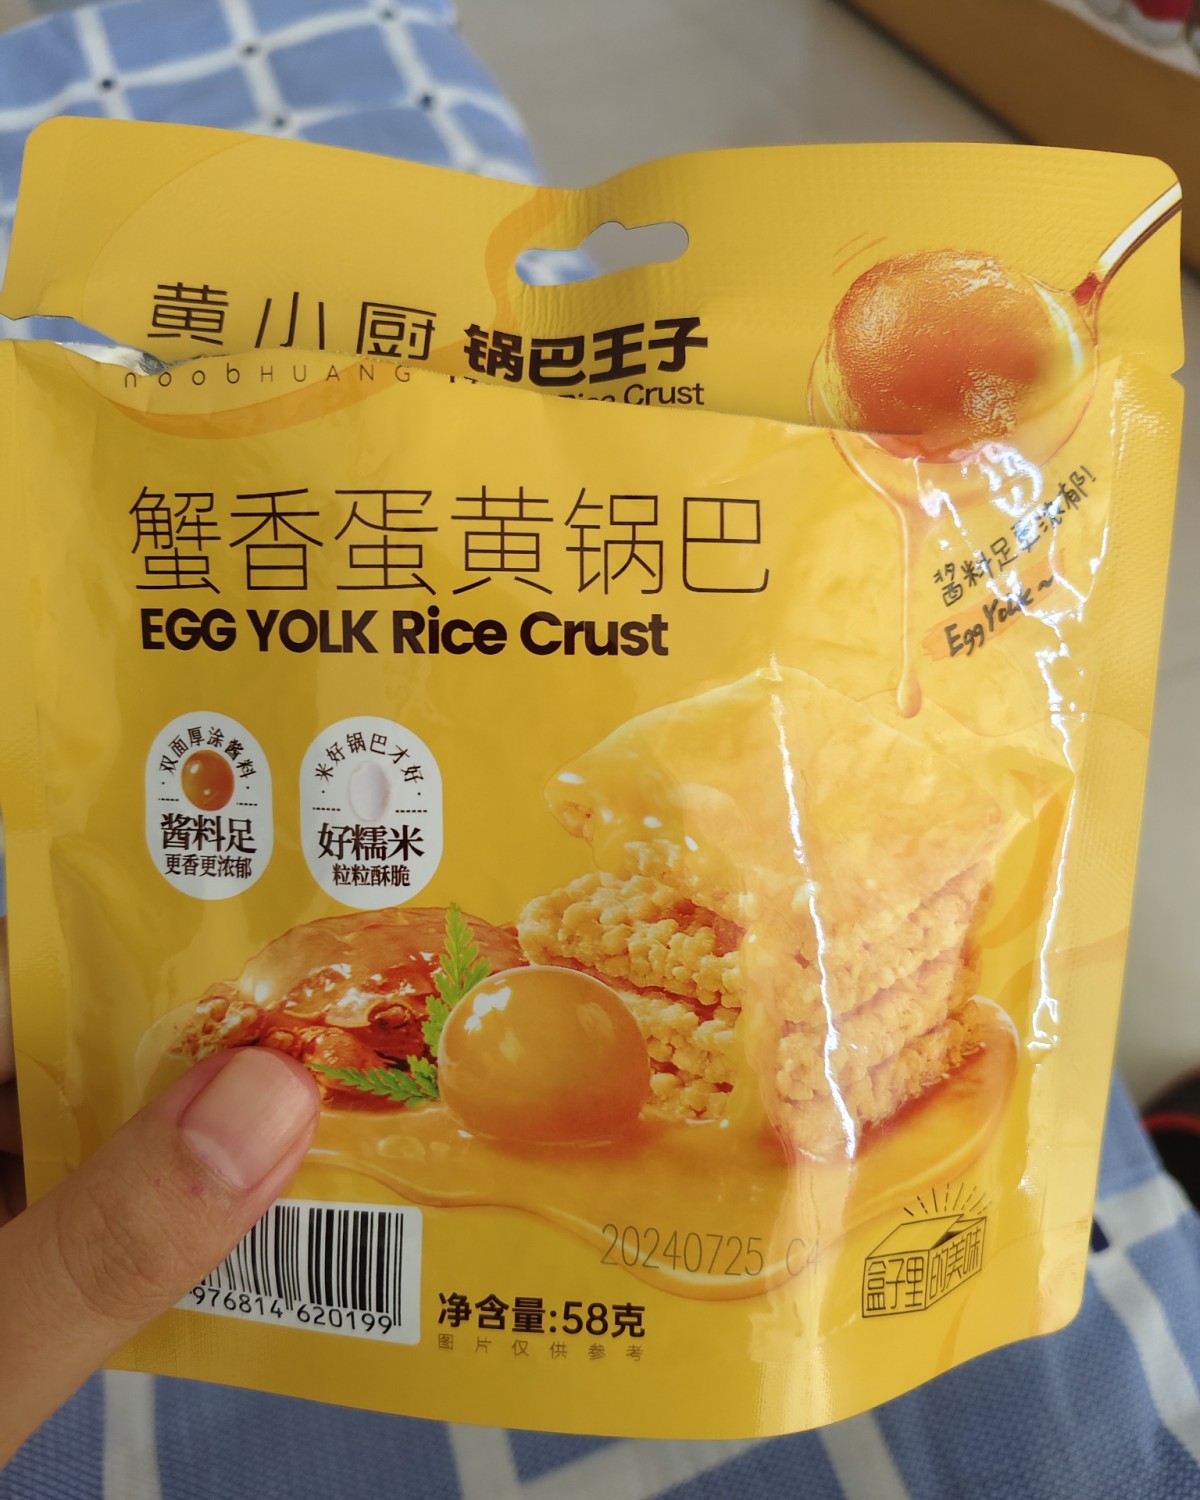 黄小厨 锅巴王子
noobHUANG
Rice Crust
蟹香蛋黄锅巴
EGG YOLK Rice Crust
酱料足更浓郁!
Egg Yolk~
双面厚涂酱料
酱料足
更香更浓郁
米好锅巴才好
好糯米
粒粒酥脆
20240725 C4
盒子里的美味
976814 620199
净含量:58克
图片仅供参考